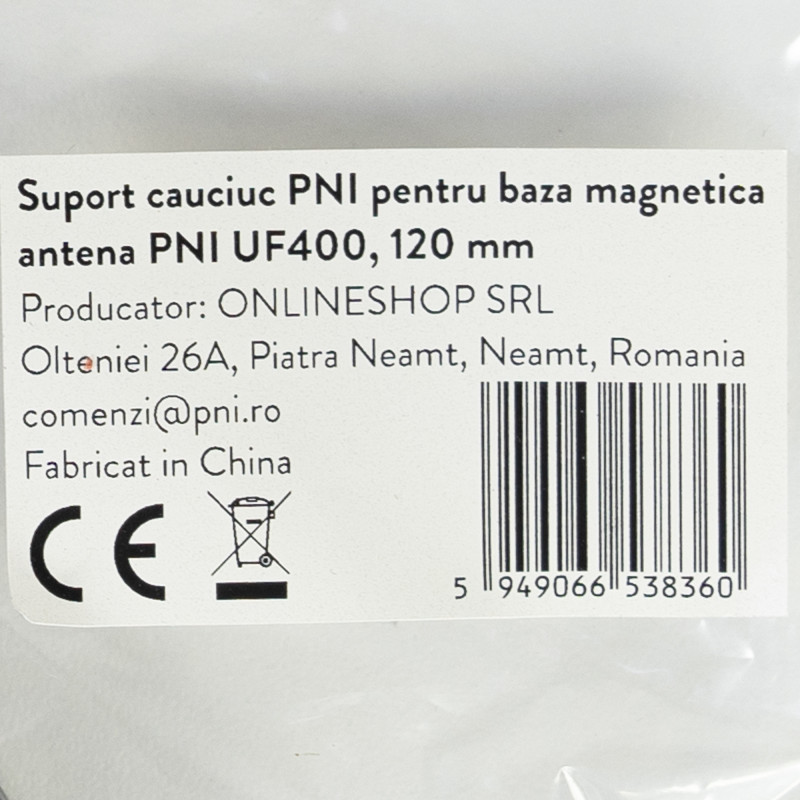 Suport cauciuc PNI pentru baza magnetica
antena PNI UF400, 120 mm
Producator: ONLINESHOP SRL
Olteniei 26A, Piatra Neamt, Neamt, Romania
comenzi@pni.ro
Fabricat in China
CE
5 949066 538360